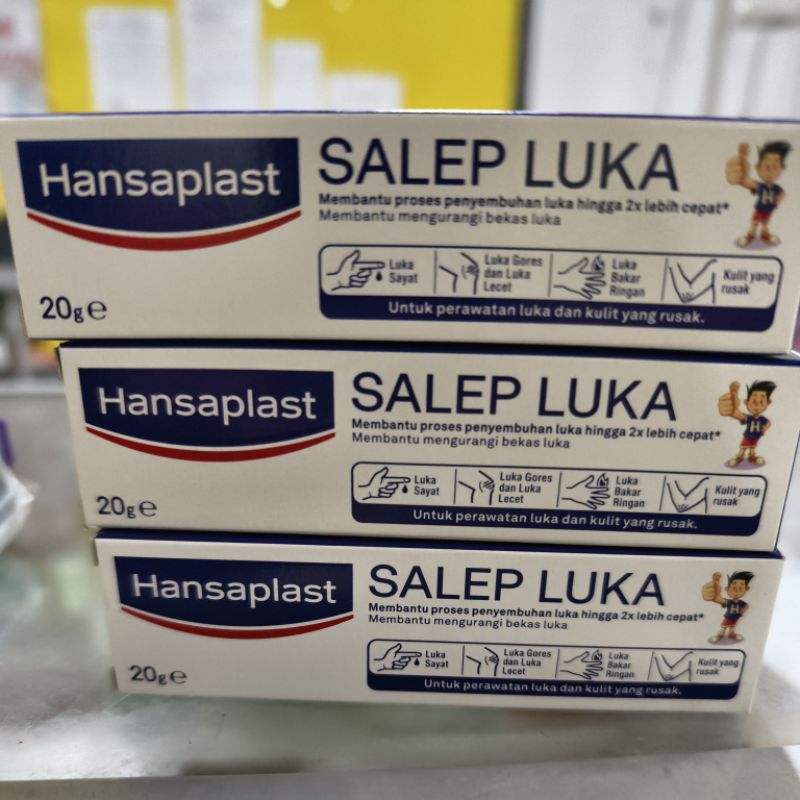 Hansaplast
SALEP LUKA
Membantu proses penyembuhan luka hingga 2x lebih cepat*
Membantu mengurangi bekas luka
Luka
Sayat
Luka Gores
dan Luka
Lecet
Luka
Bakar
Ringan
Kulit yang
rusak
Untuk perawatan luka dan kulit yang rusak.
20g e
H
Hansaplast
SALEP LUKA
Membantu proses penyembuhan luka hingga 2x lebih cepat*
Membantu mengurangi bekas luka
Luka
Sayat
Luka Gores
dan Luka
Lecet
Luka
Bakar
Ringan
Kulit yang
rusak
Untuk perawatan luka dan kulit yang rusak.
20g e
H
Hansaplast
SALEP LUKA
Membantu proses penyembuhan luka hingga 2x lebih cepat*
Membantu mengurangi bekas luka
Luka
Sayat
Luka Gores
dan Luka
Lecet
Luka
Bakar
Ringan
Kulit yang
rusak
Untuk perawatan luka dan kulit yang rusak.
20g e
H